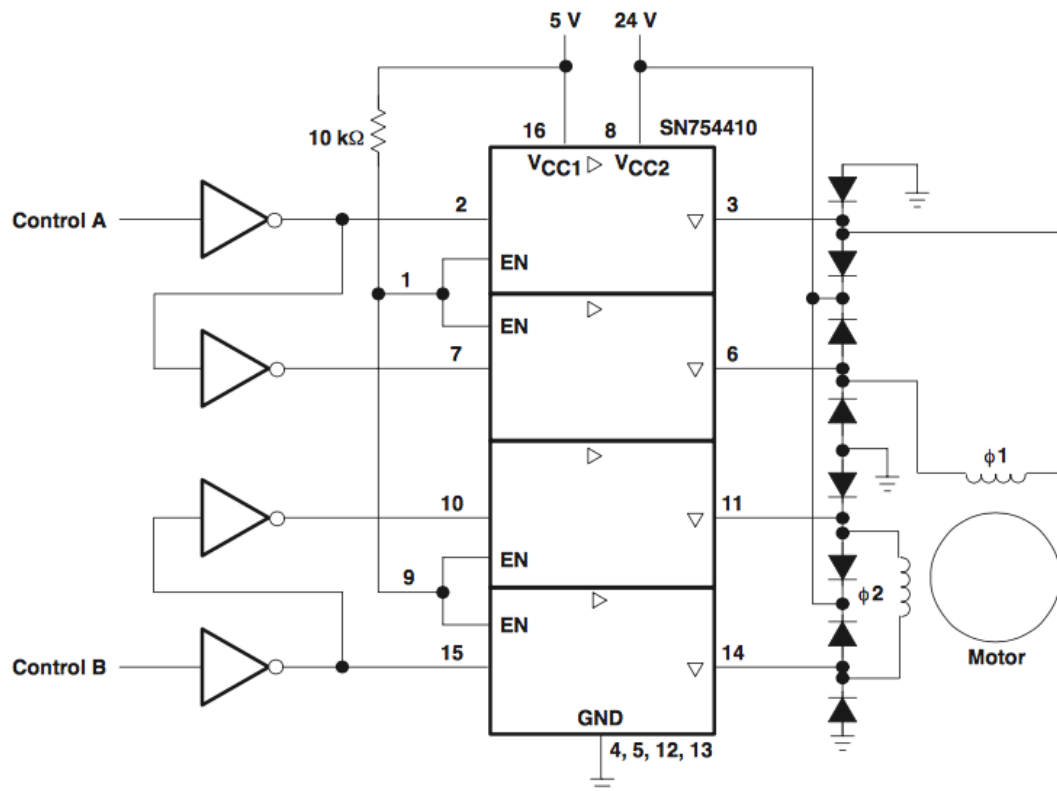 5 V 24 V
SN754410
10 kΩ
16 8
VCC1 VCC2
Control A
2
3
EN
1
EN
7
6
ϕ1
10
11
EN
9
ϕ2
EN
Control B
15
14
Motor
GND
4, 5, 12, 13